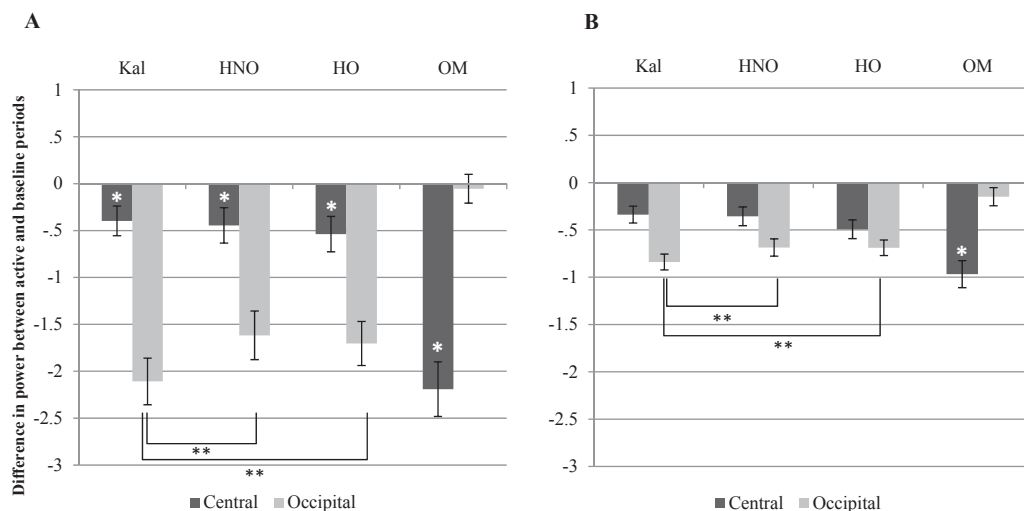 A
B
Kal HNO HO OM
Kal HNO HO OM
Difference in power between active and baseline periods
1
.5
0
-.5
-1
-1.5
-2
-2.5
-3
1
.5
0
-.5
-1
-1.5
-2
-2.5
-3
* * * *
*
**
**
**
**
Central Occipital
Central Occipital